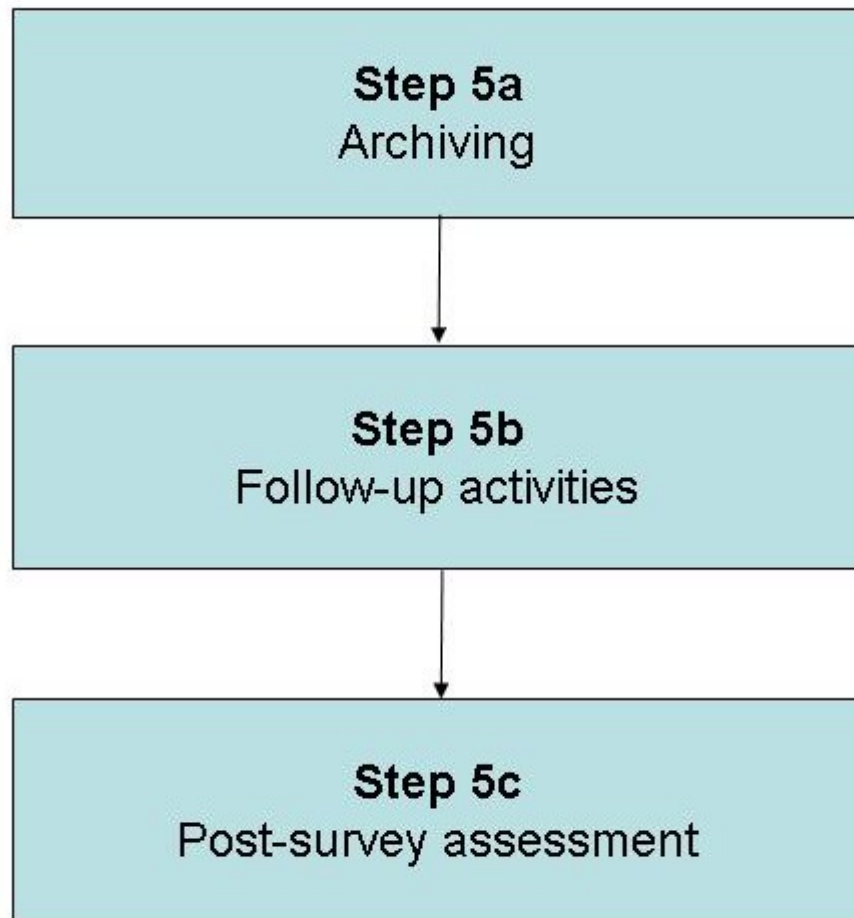 Step 5a
Archiving
Step 5b
Follow-up activities
Step 5c
Post-survey assessment